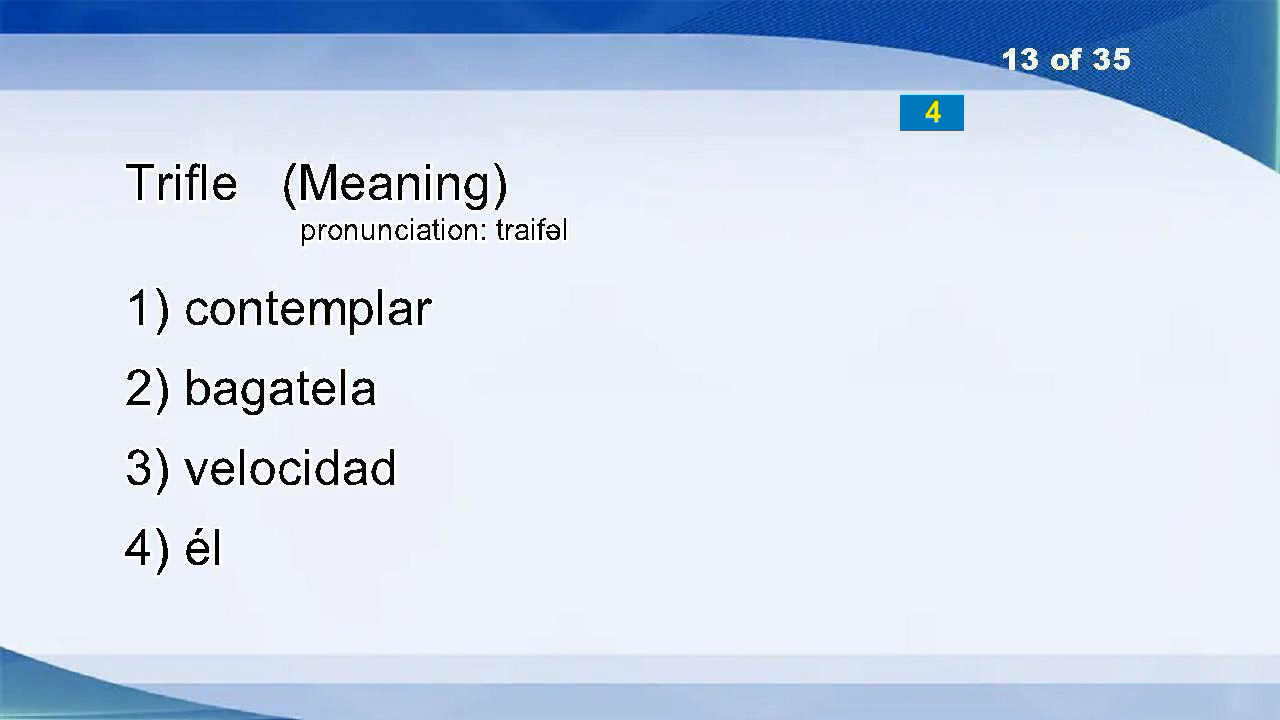 13 of 35
4
Trifle (Meaning)
pronunciation: traifəl
1) contemplar
2) bagatela
3) velocidad
4) él